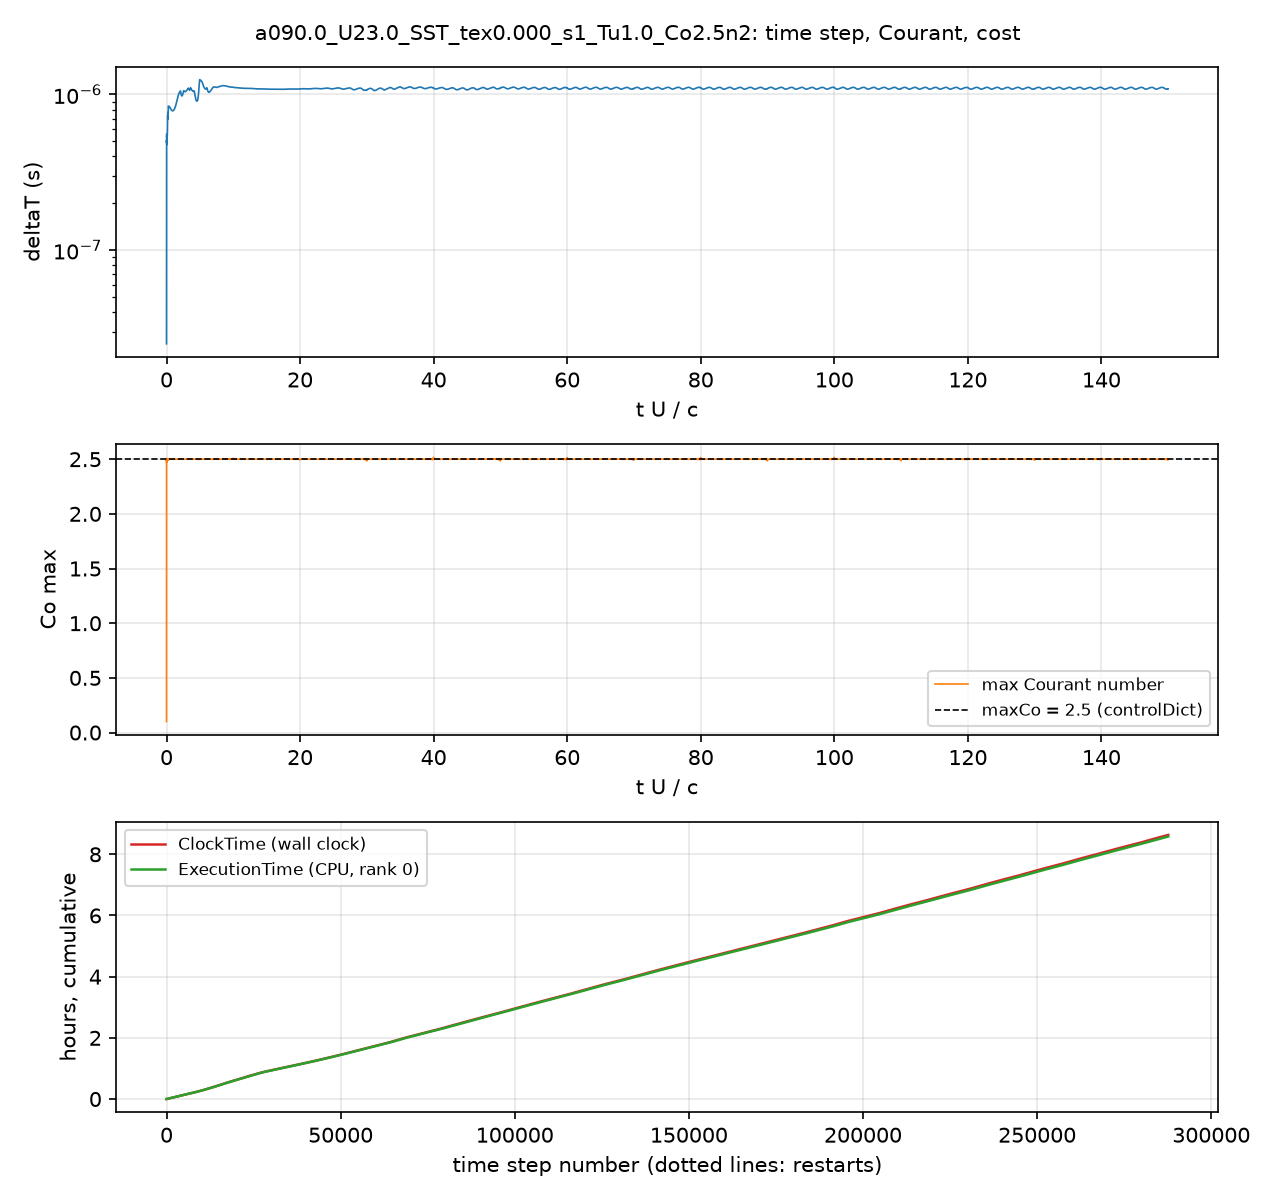 a090.0_U23.0_SST_tex0.000_s1_Tu1.0_Co2.5n2: time step, Courant, cost
10⁻⁶
10⁻⁷
deltaT (s)
0 20 40 60 80 100 120 140
t U / c
2.5
2.0
1.5
1.0
0.5
0.0
Co max
max Courant number
maxCo = 2.5 (controlDict)
0 20 40 60 80 100 120 140
t U / c
ClockTime (wall clock)
ExecutionTime (CPU, rank 0)
8
6
4
2
0
hours, cumulative
0 50000 100000 150000 200000 250000 300000
time step number (dotted lines: restarts)